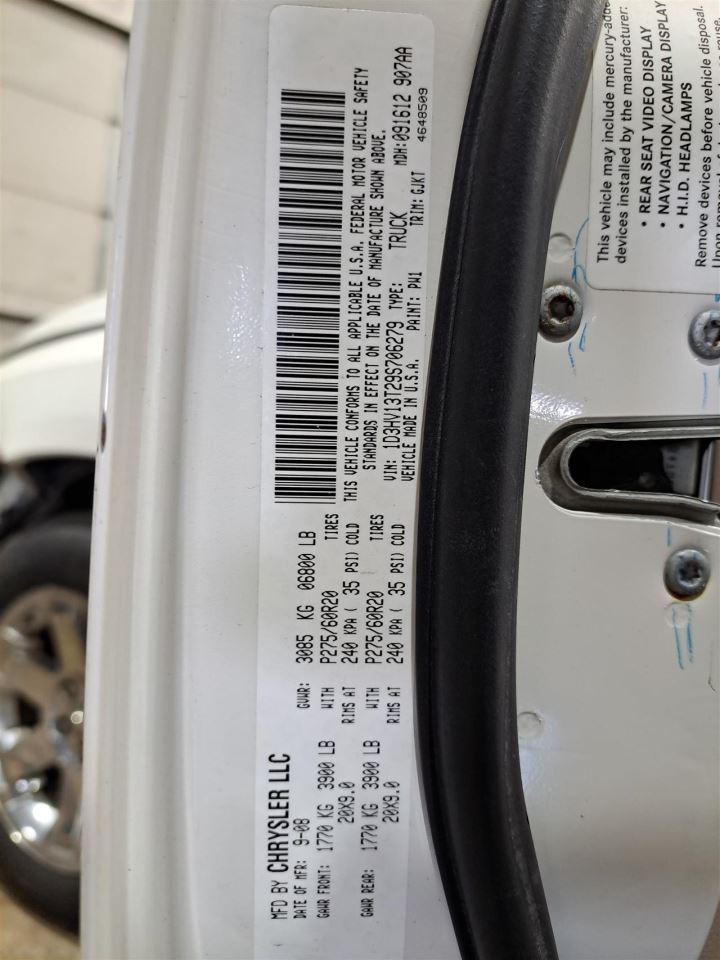 MFD BY CHRYSLER LLC
DATE OF MFR: 9-08 GVWR: 3085 KG 06800 LB
GAWR FRONT: 1770 KG 3900 LB WITH P275/60R20 TIRES
20X9.0 RIMS AT 240 KPA ( 35 PSI) COLD
GAWR REAR: 1770 KG 3900 LB WITH P275/60R20 TIRES
20X9.0 RIMS AT 240 KPA ( 35 PSI) COLD
THIS VEHICLE CONFORMS TO ALL APPLICABLE U.S.A. FEDERAL MOTOR VEHICLE SAFETY
STANDARDS IN EFFECT ON THE DATE OF MANUFACTURE SHOWN ABOVE.
VIN: 1D3HV13T29S706279 TYPE: TRUCK MDH:091612 907AA
VEHICLE MADE IN U.S.A. PAINT: PW1 TRIM: GJKT 4648509
This vehicle may include mercury-adde
devices installed by the manufacturer:
• REAR SEAT VIDEO DISPLAY
• NAVIGATION/CAMERA DISPLAY
• H.I.D. HEADLAMPS
Remove devices before vehicle disposal.